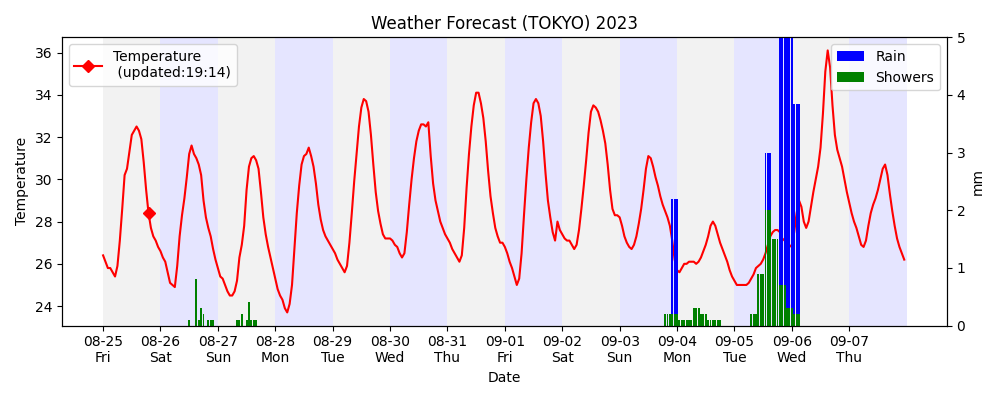 Weather Forecast (TOKYO) 2023
Temperature
(updated:19:14)
Rain
Showers
36
34
32
30
28
26
24
Temperature
5
4
3
2
1
0
mm
08-25 08-26 08-27 08-28 08-29 08-30 08-31 09-01 09-02 09-03 09-04 09-05 09-06 09-07
Fri Sat Sun Mon Tue Wed Thu Fri Sat Sun Mon Tue Wed Thu
Date